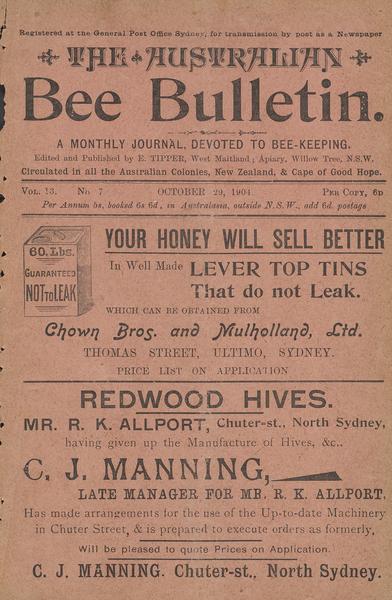 Registered at the General Post Office Sydney, for transmission by post as a Newspaper
THE AUSTRALIAN
Bee Bulletin.
A MONTHLY JOURNAL, DEVOTED TO BEE-KEEPING.
Edited and Published by E. TIPPER, West Maitland; Apiary, Willow Tree, N.S.W.
Circulated in all the Australian Colonies, New Zealand, & Cape of Good Hope.
VOL. 13. No 7 OCTOBER 29, 1904 PER COPY, 6D
Per Annum 5s, booked 6s 6d, in Australasia, outside N.S.W., add 6d. postage
60. Lbs.
GUARANTEED
NOT TO LEAK
YOUR HONEY WILL SELL BETTER
In Well Made LEVER TOP TINS
That do not Leak.
WHICH CAN BE OBTAINED FROM
Chown Bros. and Mulholland, Ltd.
THOMAS STREET, ULTIMO, SYDNEY.
PRICE LIST ON APPLICATION
REDWOOD HIVES.
MR. R. K. ALLPORT, Chuter-st., North Sydney,
having given up the Manufacture of Hives, &c.,
C. J. MANNING,
LATE MANAGER FOR MR. R. K. ALLPORT,
Has made arrangements for the use of the Up-to-date Machinery
in Chuter Street, & is prepared to execute orders as formerly,
Will be pleased to quote Prices on Application.
C. J. MANNING. Chuter-st., North Sydney.